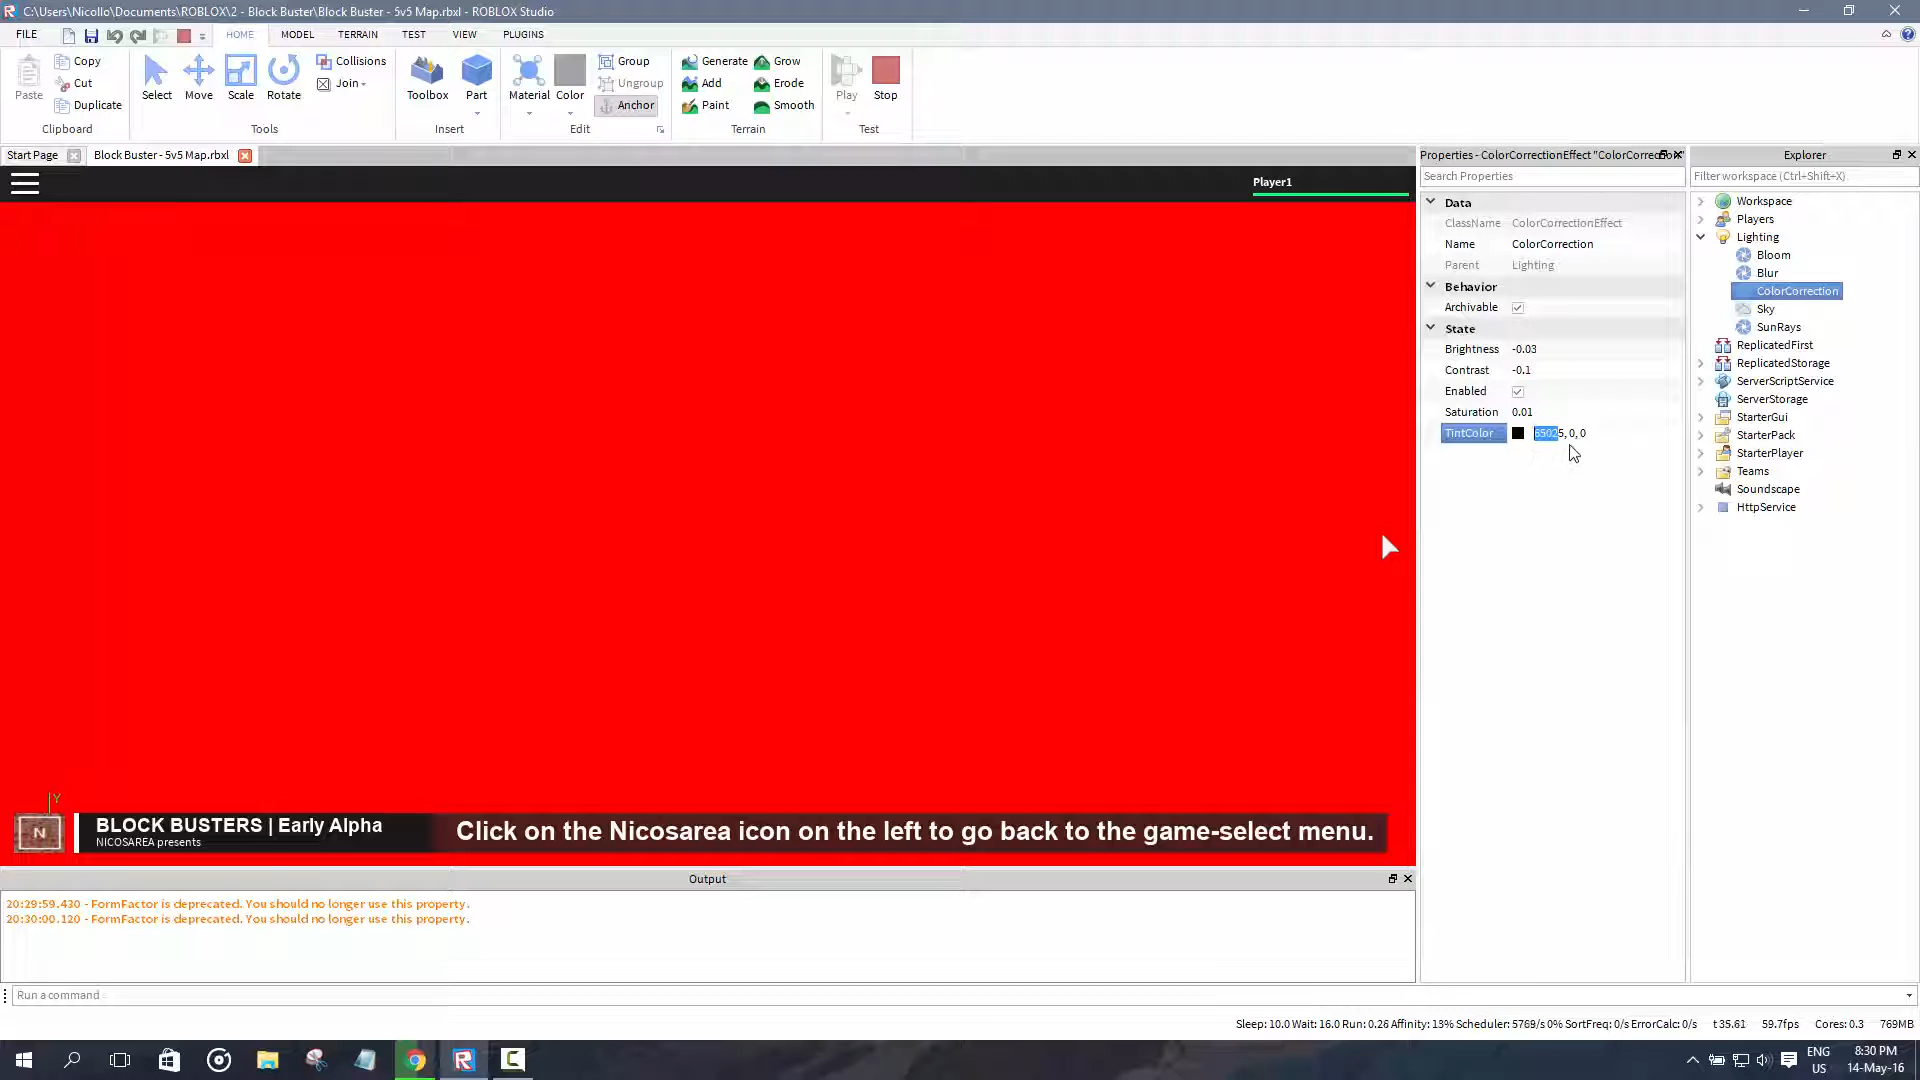 C:\Users\Nicollo\Documents\ROBLOX\2 - Block Buster\Block Buster - 5v5 Map.rbxl - ROBLOX Studio
FILE HOME MODEL TERRAIN TEST VIEW PLUGINS
Paste Copy Cut Duplicate Clipboard
Select Move Scale Rotate Collisions Join Tools
Toolbox Part Insert
Material Color Group Ungroup Anchor Edit
Generate Add Paint Grow Erode Smooth Terrain
Play Stop Test
Start Page Block Buster - 5v5 Map.rbxl
Player1
Y
N
BLOCK BUSTERS | Early Alpha
NICOSAREA presents
Click on the Nicosarea icon on the left to go back to the game-select menu.
Output
20:29:59.430 - FormFactor is deprecated. You should no longer use this property.
20:30:00.120 - FormFactor is deprecated. You should no longer use this property.
Run a command
Properties - ColorCorrectionEffect
Search Properties
Data
ClassName ColorCorrectionEffect
Name ColorCorrection
Parent Lighting
Behavior
Archivable
State
Brightness -0.03
Contrast -0.1
Enabled
Saturation 0.01
TintColor 65025, 0, 0
Explorer
Filter workspace (Ctrl+Shift+X)
Workspace
Players
Lighting
Bloom
Blur
ColorCorrection
Sky
SunRays
ReplicatedFirst
ReplicatedStorage
ServerScriptService
ServerStorage
StarterGui
StarterPack
StarterPlayer
Teams
Soundscape
HttpService
Sleep: 10.0 Wait: 16.0 Run: 0.26 Affinity: 13% Scheduler: 5769/s 0% SortFreq: 0/s ErrorCalc: 0/s t 35.61 59.7fps Cores: 0.3 769MB
ENG
US
8:30 PM
14-May-16